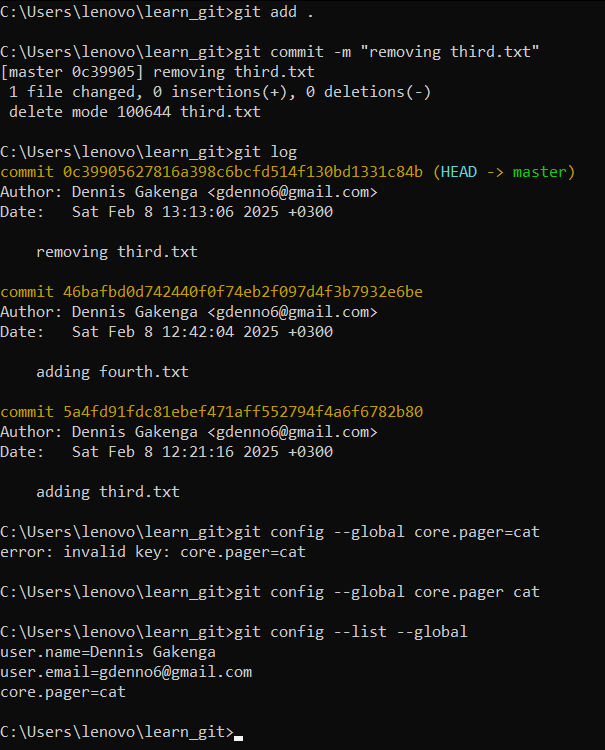 C:\Users\lenovo\learn_git>git add .
C:\Users\lenovo\learn_git>git commit -m "removing third.txt"
[master 0c39905] removing third.txt
 1 file changed, 0 insertions(+), 0 deletions(-)
 delete mode 100644 third.txt
C:\Users\lenovo\learn_git>git log
commit 0c39905627816a398c6bcfd514f130bd1331c84b (HEAD -> master)
Author: Dennis Gakenga <gdenno6@gmail.com>
Date:   Sat Feb 8 13:13:06 2025 +0300
    removing third.txt
commit 46bafbd0d742440f0f74eb2f097d4f3b7932e6be
Author: Dennis Gakenga <gdenno6@gmail.com>
Date:   Sat Feb 8 12:42:04 2025 +0300
    adding fourth.txt
commit 5a4fd91fdc81ebef471aff552794f4a6f6782b80
Author: Dennis Gakenga <gdenno6@gmail.com>
Date:   Sat Feb 8 12:21:16 2025 +0300
    adding third.txt
C:\Users\lenovo\learn_git>git config --global core.pager=cat
error: invalid key: core.pager=cat
C:\Users\lenovo\learn_git>git config --global core.pager cat
C:\Users\lenovo\learn_git>git config --list --global
user.name=Dennis Gakenga
user.email=gdenno6@gmail.com
core.pager=cat
C:\Users\lenovo\learn_git>